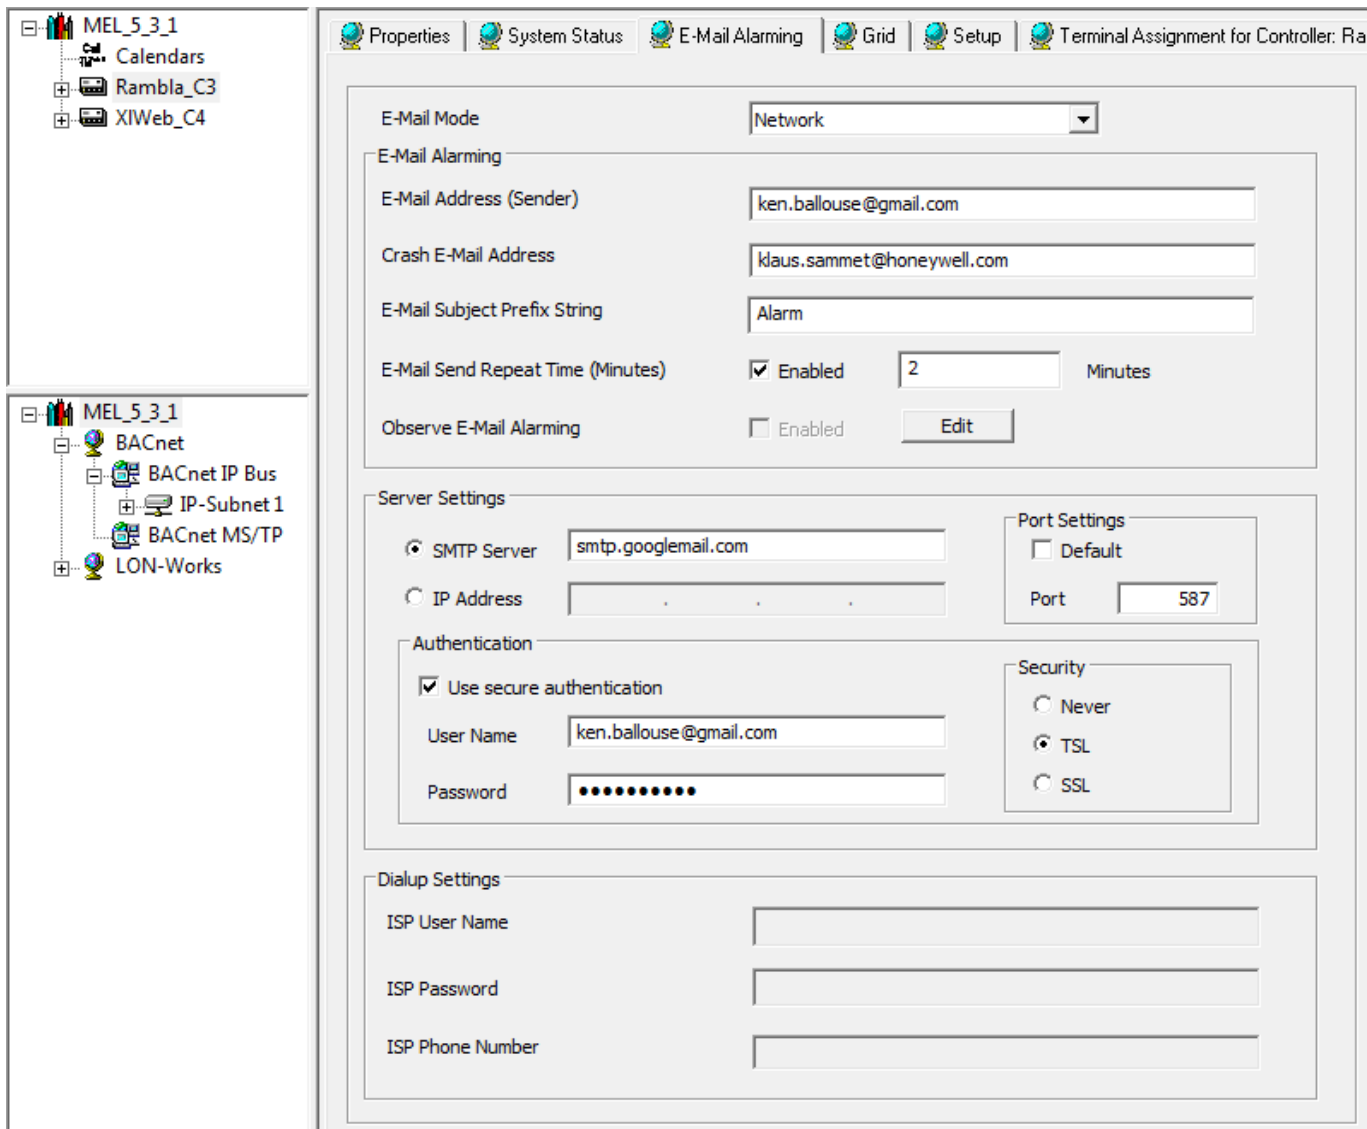 MEL_5_3_1
Calendars
Rambla_C3
XlWeb_C4
MEL_5_3_1
BACnet
BACnet IP Bus
IP-Subnet 1
BACnet MS/TP
LON-Works
Properties System Status E-Mail Alarming Grid Setup Terminal Assignment for Controller: Ra
E-Mail Mode Network
E-Mail Alarming
E-Mail Address (Sender) ken.ballouse@gmail.com
Crash E-Mail Address klaus.sammet@honeywell.com
E-Mail Subject Prefix String Alarm
E-Mail Send Repeat Time (Minutes) Enabled 2 Minutes
Observe E-Mail Alarming Enabled Edit
Server Settings
SMTP Server smtp.googlemail.com
IP Address . . .
Port Settings
Default
Port 587
Authentication
Use secure authentication
User Name ken.ballouse@gmail.com
Password ••••••••••
Security
Never
TSL
SSL
Dialup Settings
ISP User Name
ISP Password
ISP Phone Number